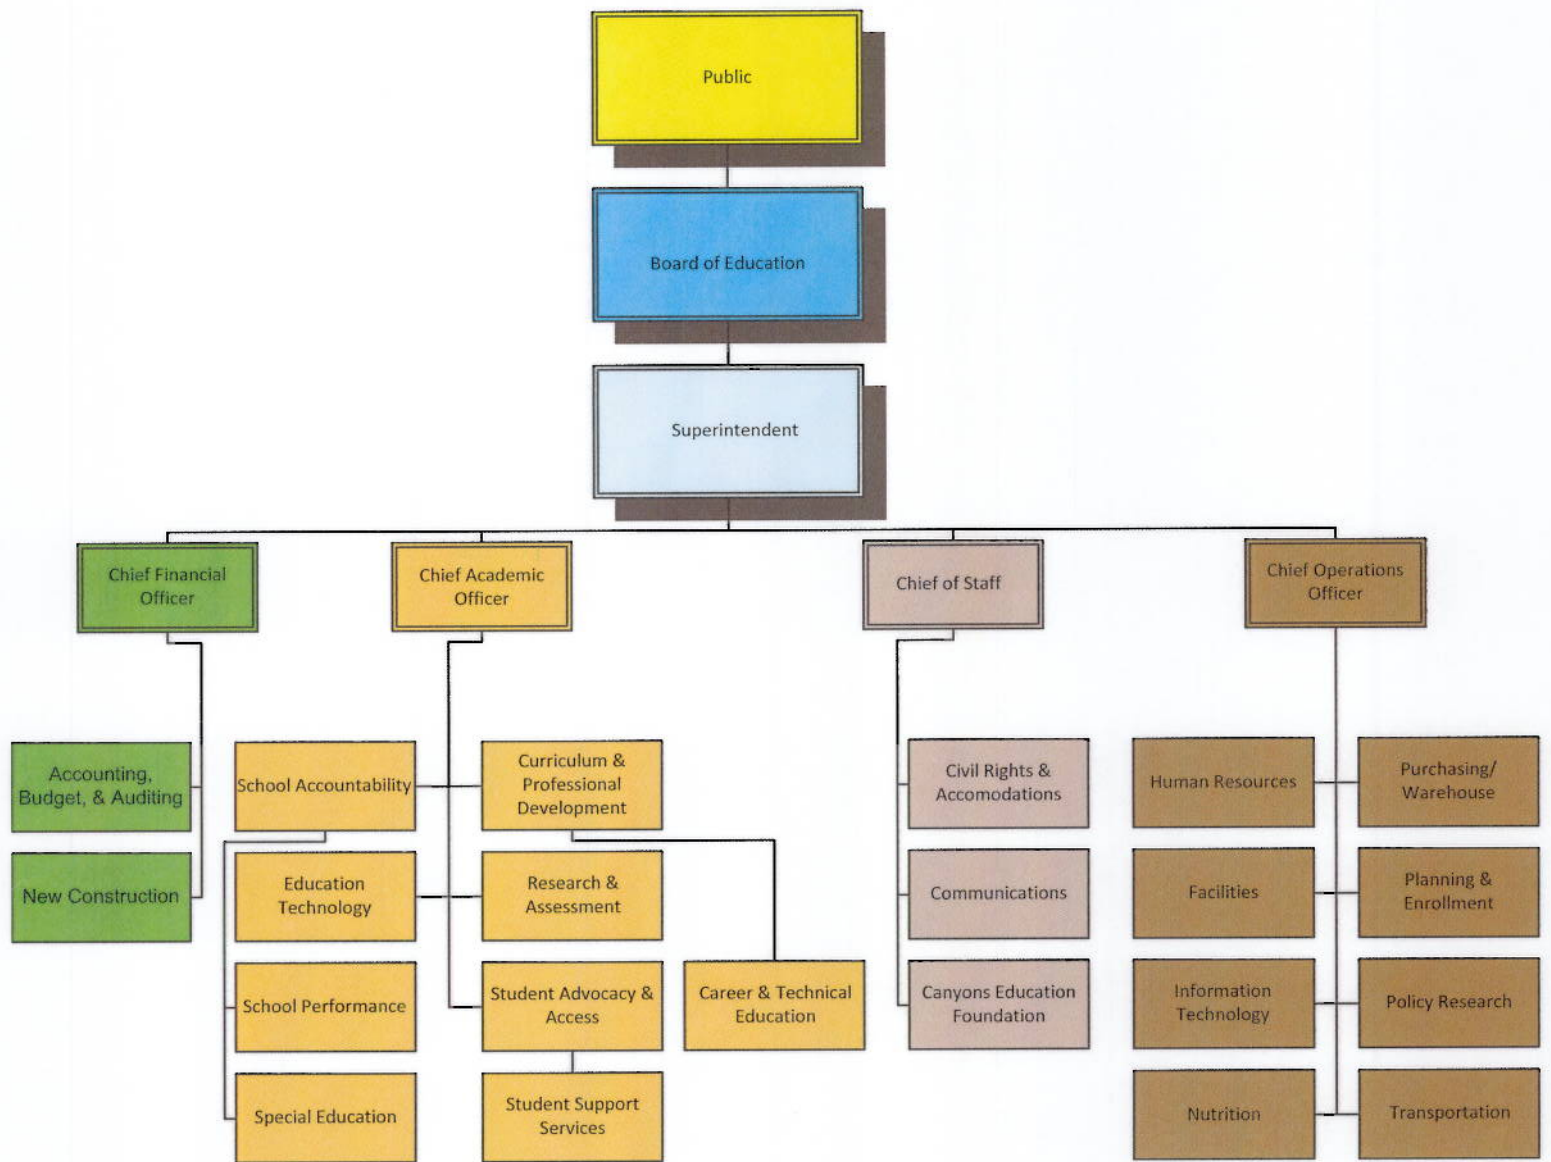 Public
Board of Education
Superintendent
Chief Financial
Officer
Chief Academic
Officer
Chief of Staff
Chief Operations
Officer
Accounting,
Budget, & Auditing
New Construction
School Accountability
Curriculum &
Professional
Development
Education
Technology
Research &
Assessment
School Performance
Student Advocacy &
Access
Career & Technical
Education
Special Education
Student Support
Services
Civil Rights &
Accomodations
Communications
Canyons Education
Foundation
Human Resources
Purchasing/
Warehouse
Facilities
Planning &
Enrollment
Information
Technology
Policy Research
Nutrition
Transportation